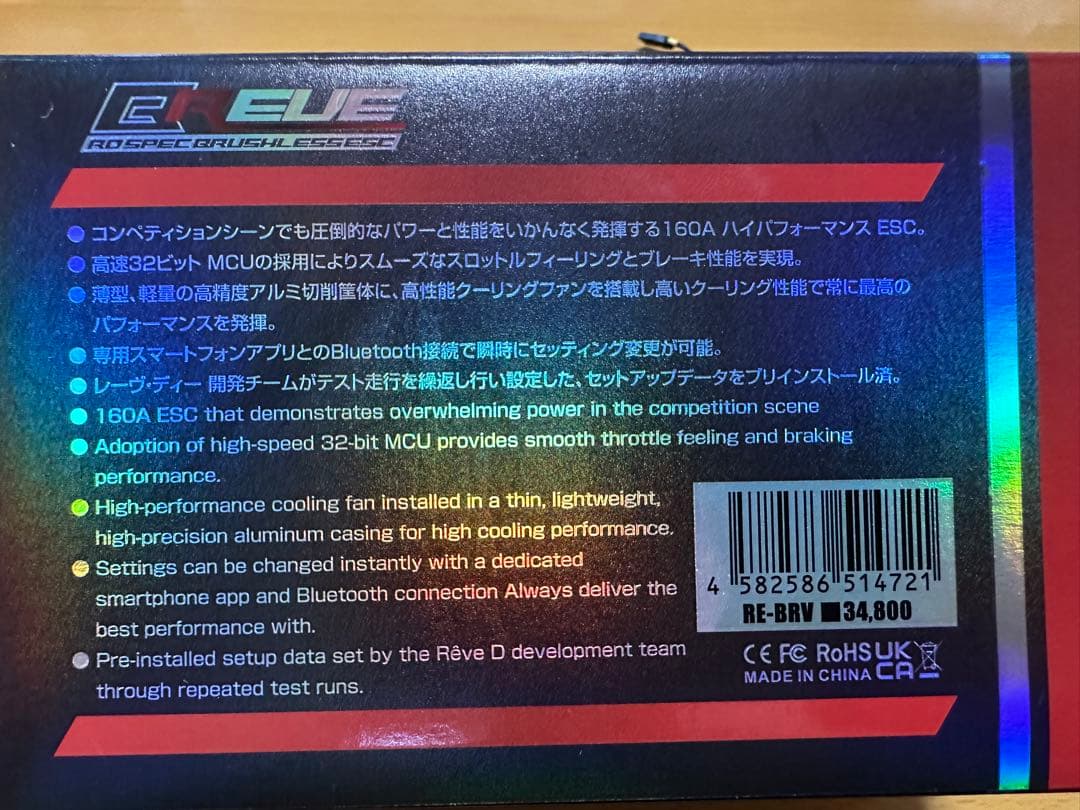 REVE
RD SPEC BRUSHLESS ESC
● コンペティションシーンでも圧倒的なパワーと性能をいかんなく発揮する160A ハイパフォーマンス ESC。
● 高速32ビット MCUの採用によりスムーズなスロットルフィーリングとブレーキ性能を実現。
● 薄型、軽量の高精度アルミ切削筐体に、高性能クーリングファンを搭載し高いクーリング性能で常に最高の
パフォーマンスを発揮。
● 専用スマートフォンアプリとのBluetooth接続で瞬時にセッティング変更が可能。
● レーヴ・ディー 開発チームがテスト走行を繰返し行い設定した、セットアップデータをプリインストール済。
● 160A ESC that demonstrates overwhelming power in the competition scene
● Adoption of high-speed 32-bit MCU provides smooth throttle feeling and braking
performance.
● High-performance cooling fan installed in a thin, lightweight,
high-precision aluminum casing for high cooling performance.
● Settings can be changed instantly with a dedicated
smartphone app and Bluetooth connection Always deliver the
best performance with.
● Pre-installed setup data set by the Rêve D development team
through repeated test runs.
4 582586 514721
RE-BRV ■34,800
CE FC RoHS UK CA
MADE IN CHINA